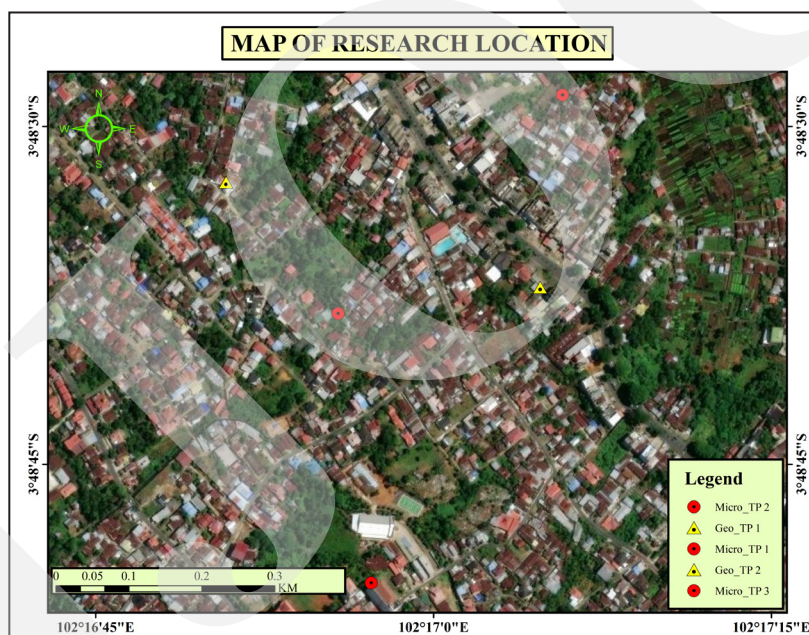 MAP OF RESEARCH LOCATION
3°48'30"S
3°48'30"S
N
W
E
S
3°48'45"S
3°48'45"S
Legend
Micro_TP 2
Geo_TP 1
Micro_TP 1
Geo_TP 2
Micro_TP 3
0 0.05 0.1 0.2 0.3
KM
102°16'45"E
102°17'0"E
102°17'15"E